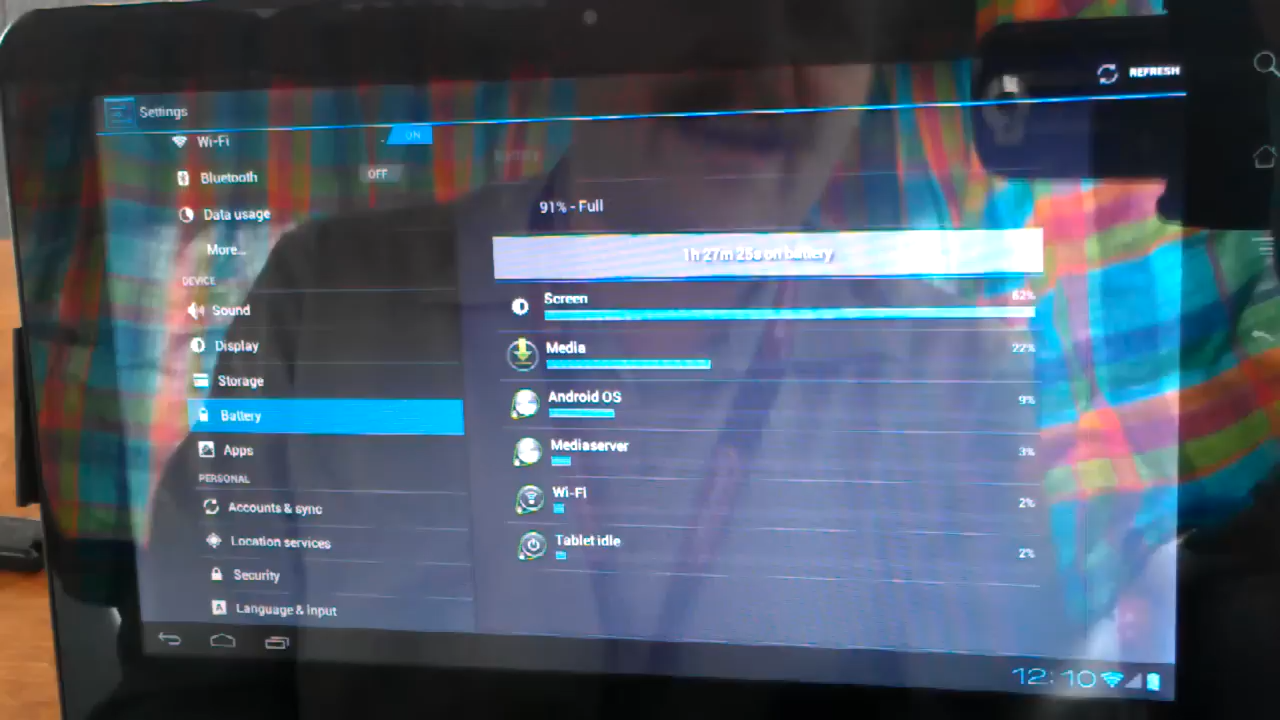 REFRESH
Settings
Wi-Fi ON
Bluetooth OFF
Data usage
More...
DEVICE
Sound
Display
Storage
Battery
Apps
PERSONAL
Accounts & sync
Location services
Security
Language & input
91% - Full
1h 27m 25s on battery
Screen 62%
Media 22%
Android OS 9%
Mediaserver 3%
Wi-Fi 2%
Tablet idle 2%
12:10